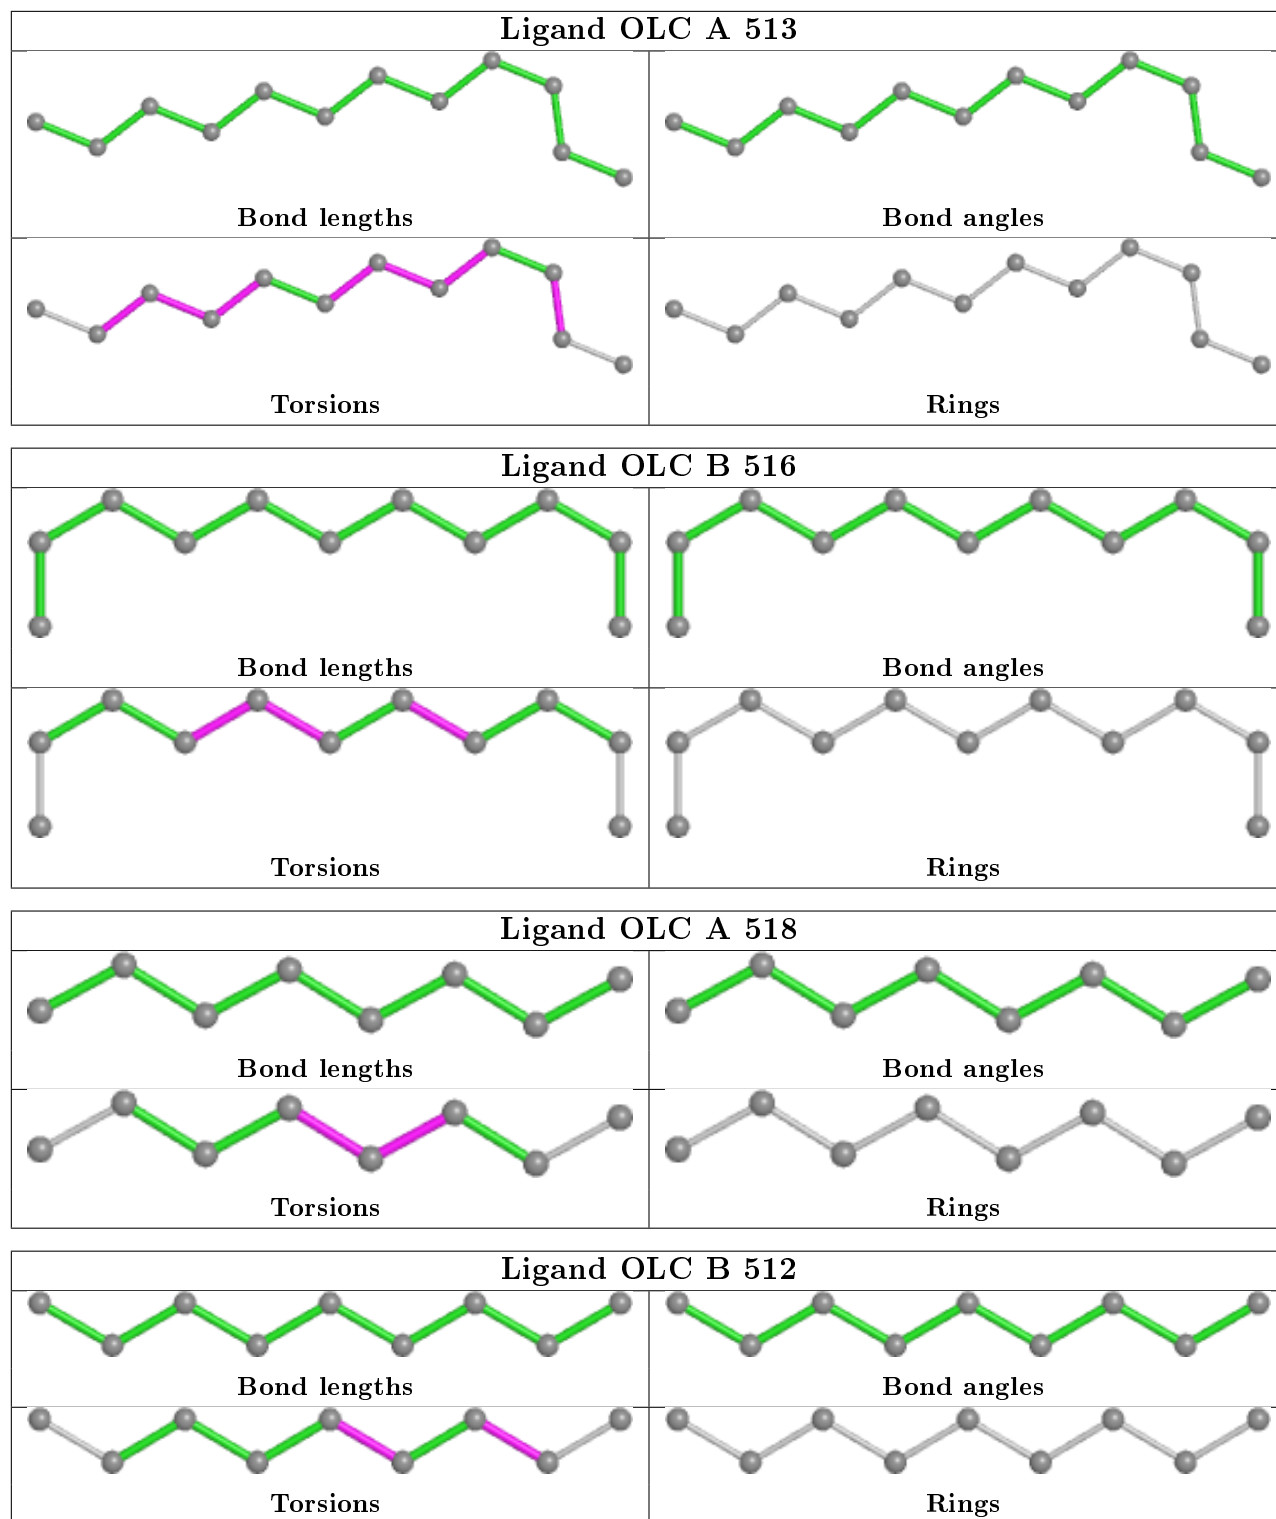 Ligand OLC A 513
Bond lengths
Bond angles
Torsions
Rings
Ligand OLC B 516
Bond lengths
Bond angles
Torsions
Rings
Ligand OLC A 518
Bond lengths
Bond angles
Torsions
Rings
Ligand OLC B 512
Bond lengths
Bond angles
Torsions
Rings